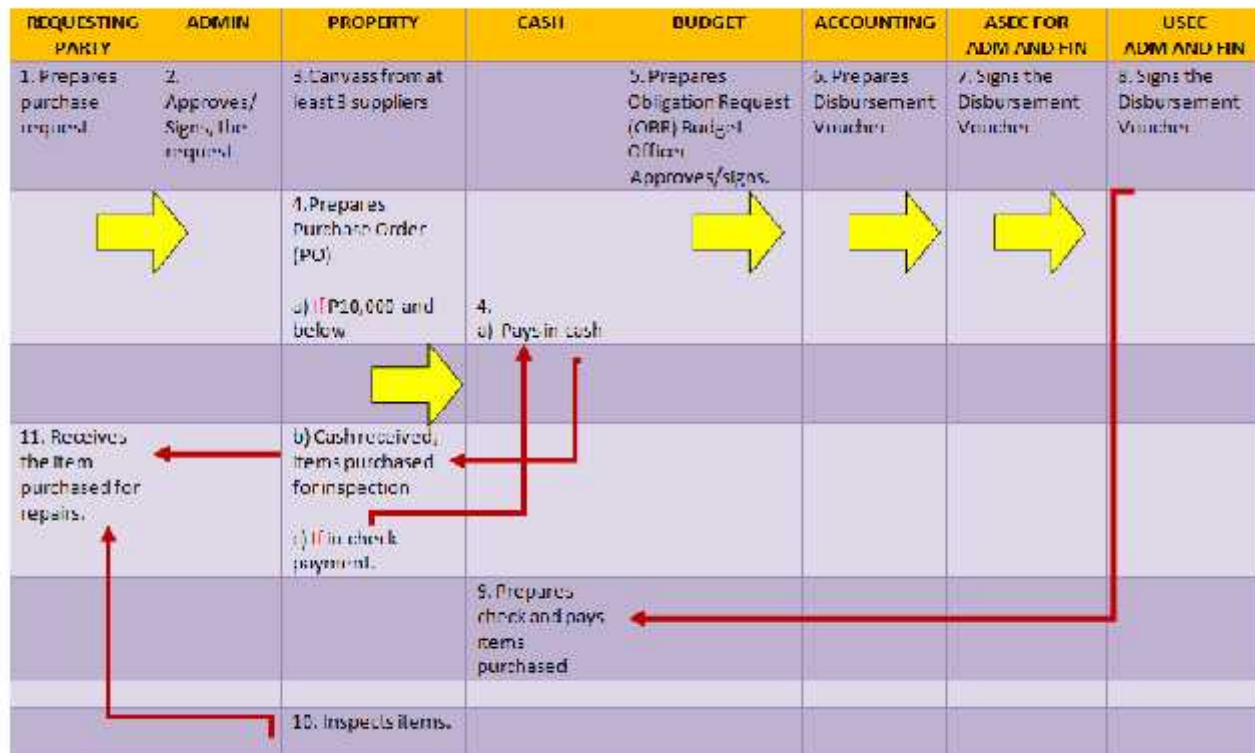 REQUESTING
PARTY
ADMIN
PROPERTY
CASH
BUDGET
ACCOUNTING
ASEC FOR
ADM AND FIN
USEC
ADM AND FIN
1. Prepares
purchase
request
2.
Approves/
Signs, the
request
3.Canvass from at
least 3 suppliers
5. Prepares
Obligation Request
(OBR) Budget
Officer
Approves/signs.
6. Prepares
Disbursement
Voucher
7. Signs the
Disbursement
Voucher
8. Signs the
Disbursement
Voucher
4.Prepares
Purchase Order
(PO)
a) If P10,000 and
below
4.
a) Pays in cash
11. Receives
the item
purchased for
repairs.
b) Cash received,
items purchased
for inspection
c) If in check
payment.
9. Prepares
check and pays
items
purchased
10. Inspects items.